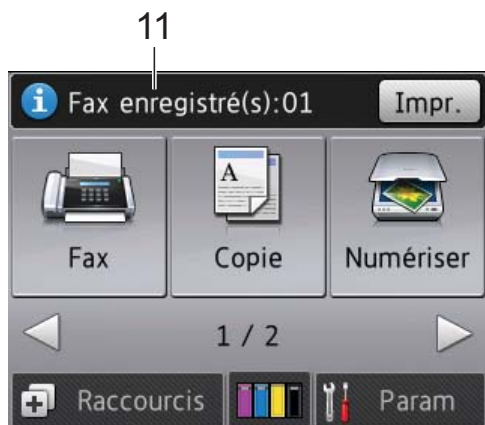 11
Fax enregistré(s):01 Impr.
A
Fax Copie Numériser
1 / 2
Raccourcis Param